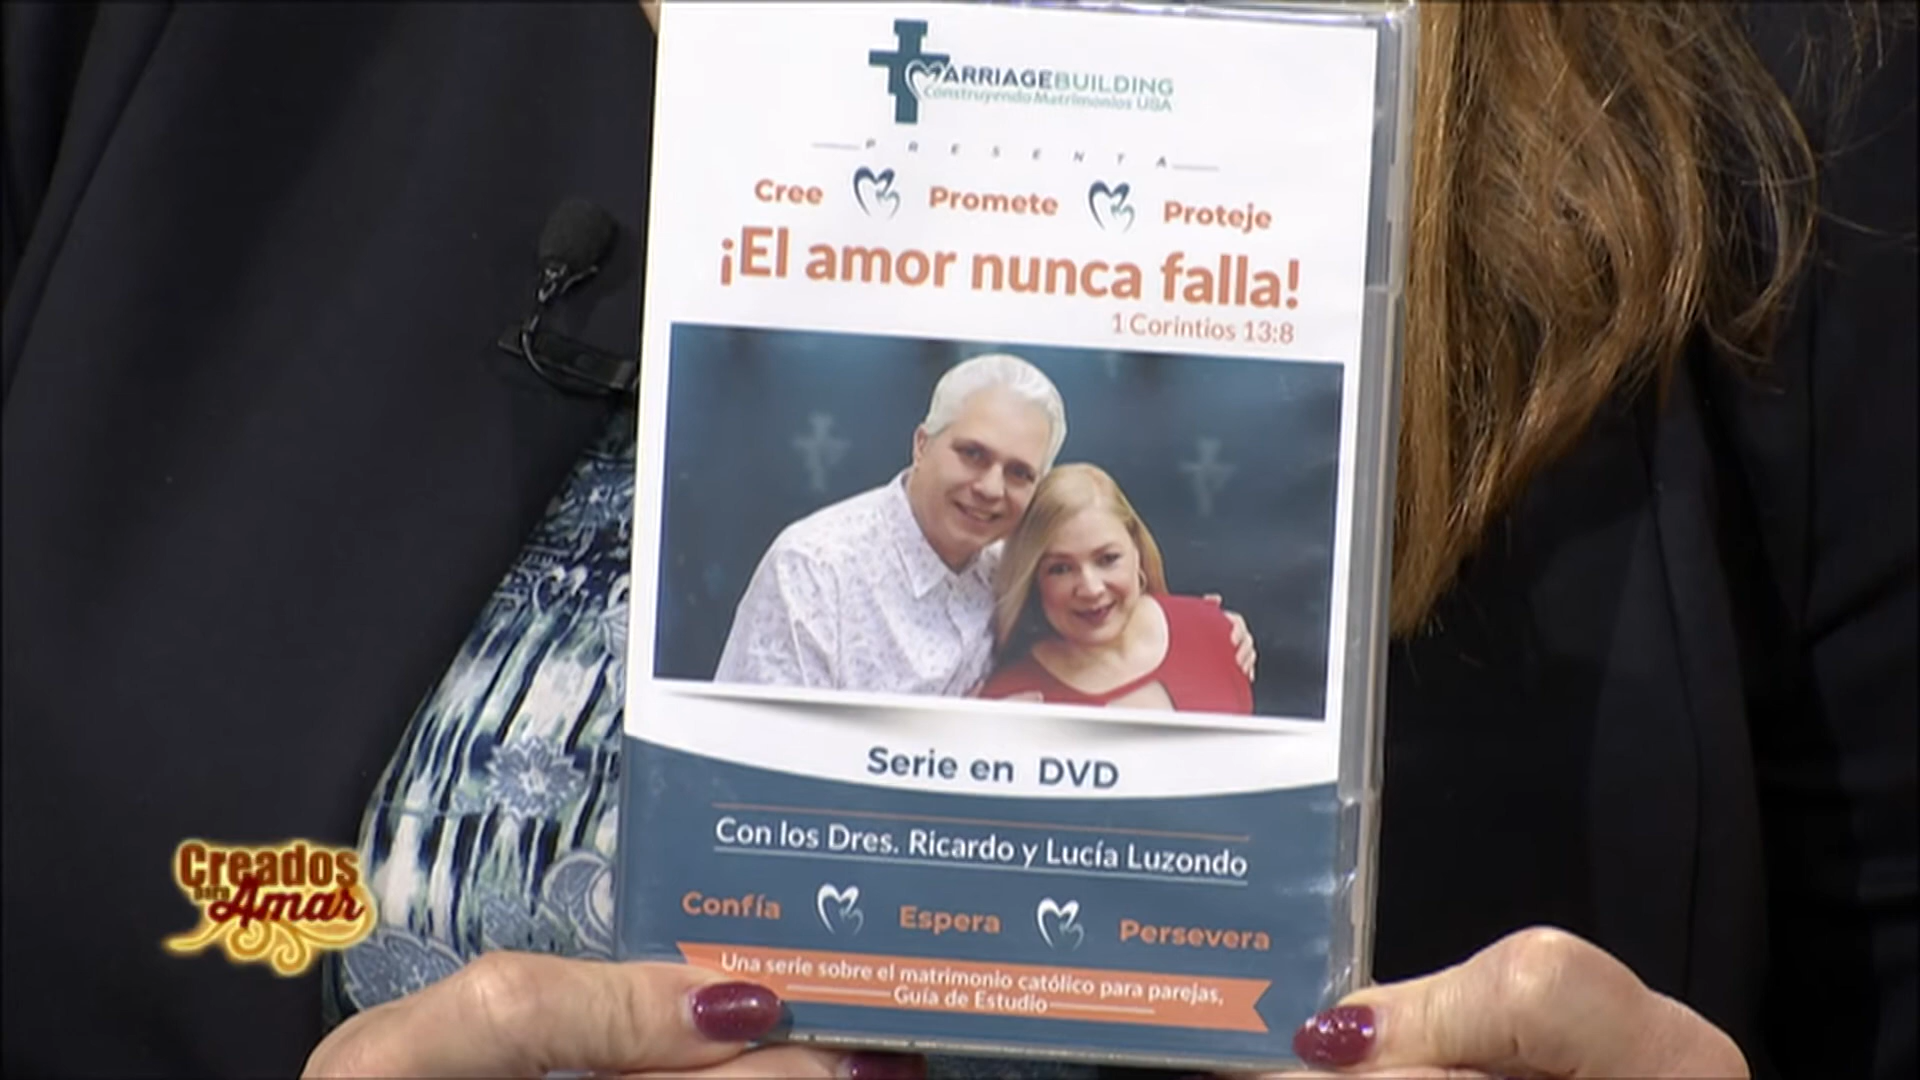 MARRIAGEBUILDING
Construyendo Matrimonios USA
PRESENTA
Cree Promete Proteje
¡El amor nunca falla!
1 Corintios 13:8
Serie en DVD
Con los Dres. Ricardo y Lucía Luzondo
Confía Espera Persevera
Una serie sobre el matrimonio católico para parejas,
Guía de Estudio
Creados
para
Amar